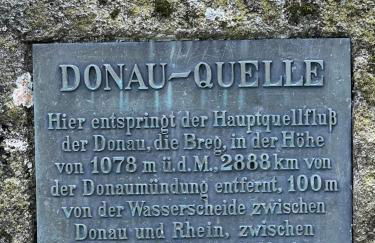 DONAU–QUELLE
Hier entspringt der Hauptquellfluß
der Donau, die Breg, in der Höhe
von 1078 m ü.d.M., 2888 km von
der Donaumündung entfernt, 100 m
von der Wasserscheide zwischen
Donau und Rhein, zwischen